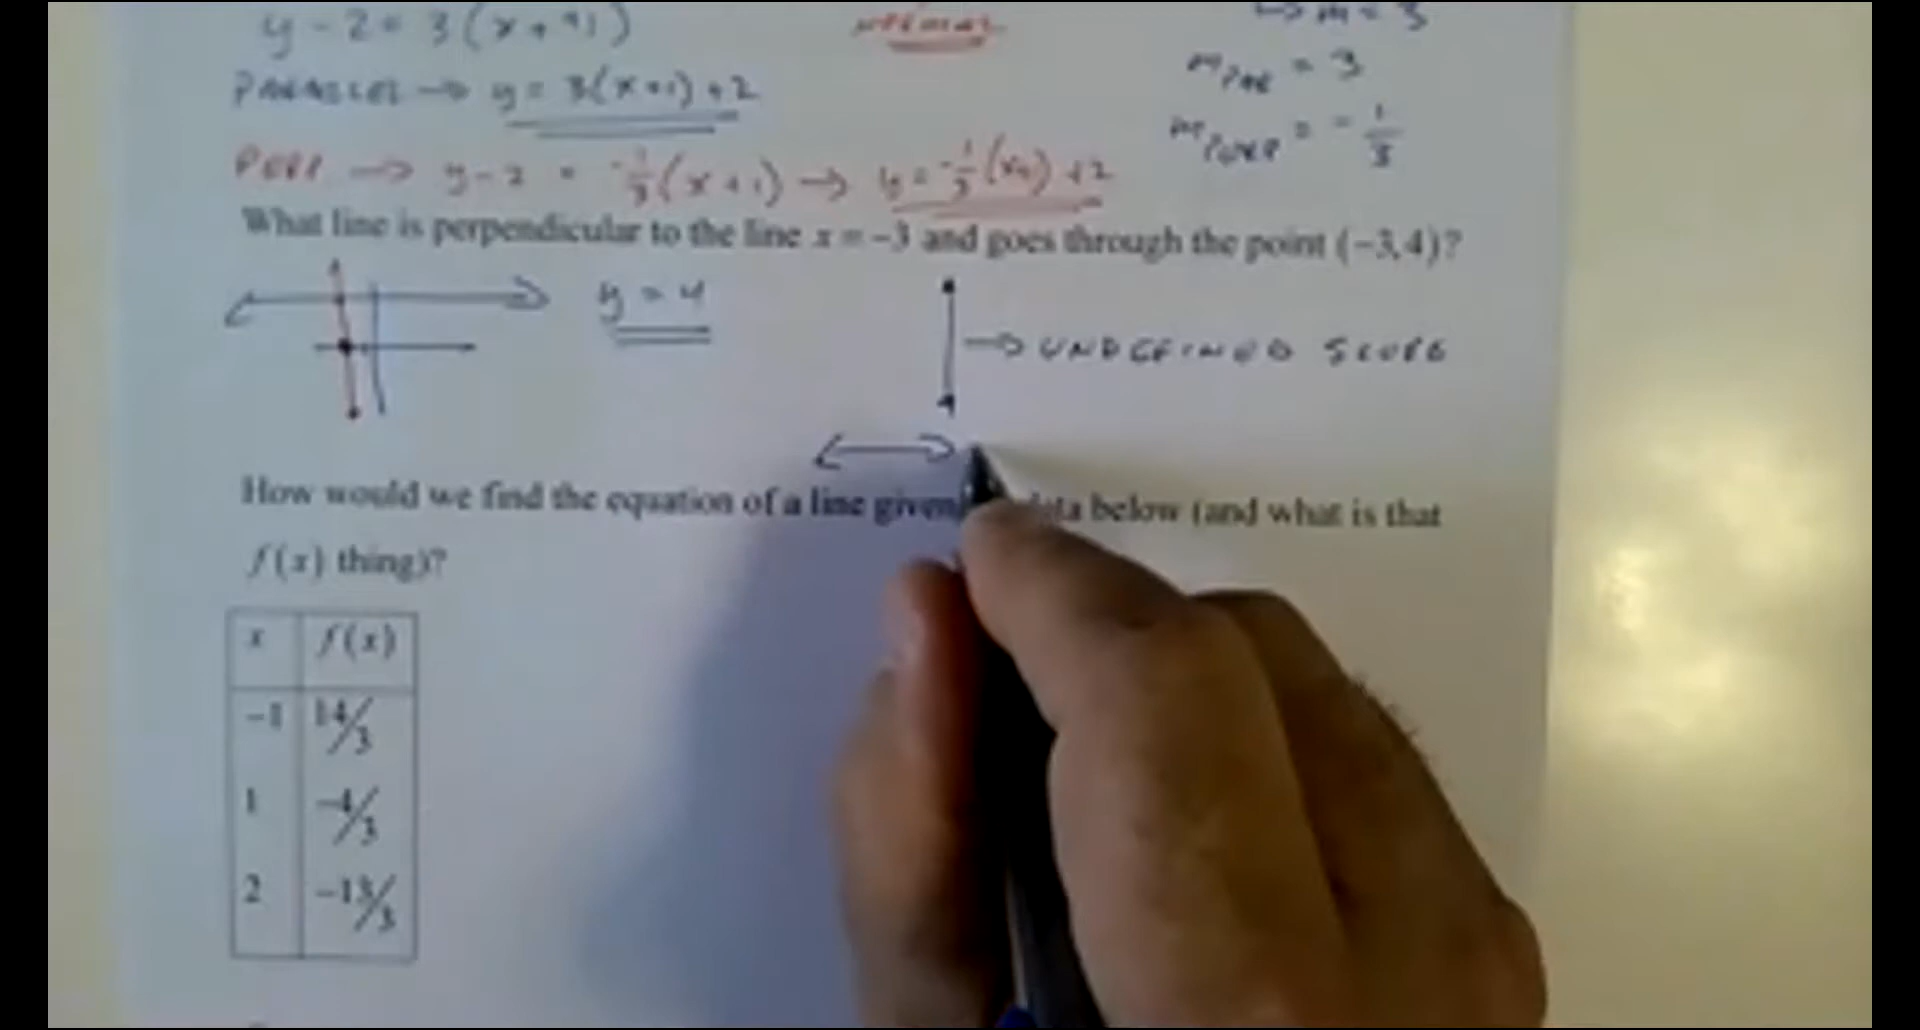 y - 2 = 3(x + +1)
→ m = 3
m PAR = 3
PARALLEL → y = 3(x+1)+2
m PERP = -1/3
PERP → y-2 = -1/3(x+1) → y = -1/3(x+1)+2
What line is perpendicular to the line x = −3 and goes through the point (−3,4)?
y = 4
→ UNDEFINED SLOPE
How would we find the equation of a line given data below (and what is that
f(x) thing)?
x f(x)
−1 14/3
1 −4/3
2 −13/3